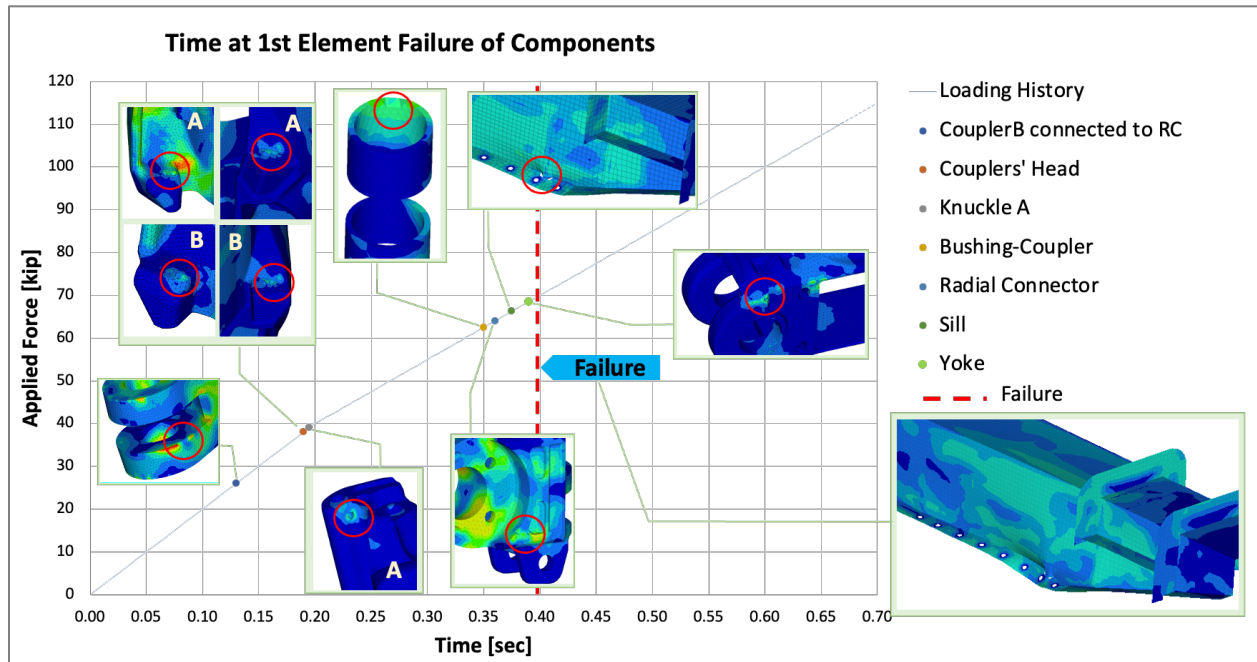 Time at 1st Element Failure of Components
Applied Force [kip]
120
110
100
90
80
70
60
50
40
30
20
10
0
0.00 0.05 0.10 0.15 0.20 0.25 0.30 0.35 0.40 0.45 0.50 0.55 0.60 0.65 0.70
Time [sec]
A A
B B
A
Failure
Loading History
CouplerB connected to RC
Couplers' Head
Knuckle A
Bushing-Coupler
Radial Connector
Sill
Yoke
Failure